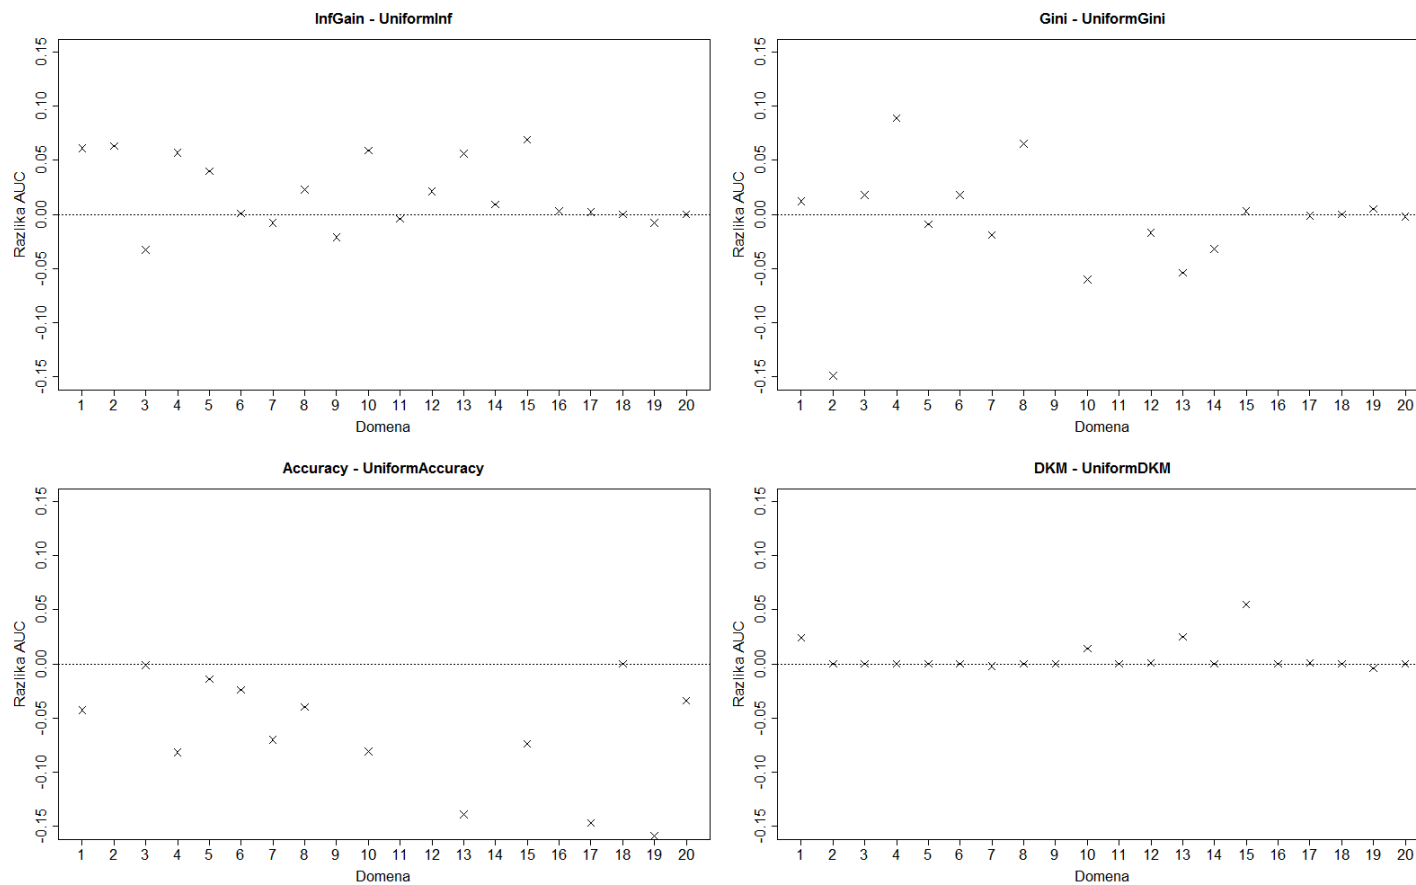 InfGain - UniformInf
Razlika AUC
0.15
0.10
0.05
0.00
-0.05
-0.10
-0.15
1 2 3 4 5 6 7 8 9 10 11 12 13 14 15 16 17 18 19 20
Domena
Gini - UniformGini
Razlika AUC
0.15
0.10
0.05
0.00
-0.05
-0.10
-0.15
1 2 3 4 5 6 7 8 9 10 11 12 13 14 15 16 17 18 19 20
Domena
Accuracy - UniformAccuracy
Razlika AUC
0.15
0.10
0.05
0.00
-0.05
-0.10
-0.15
1 2 3 4 5 6 7 8 9 10 11 12 13 14 15 16 17 18 19 20
Domena
DKM - UniformDKM
Razlika AUC
0.15
0.10
0.05
0.00
-0.05
-0.10
-0.15
1 2 3 4 5 6 7 8 9 10 11 12 13 14 15 16 17 18 19 20
Domena